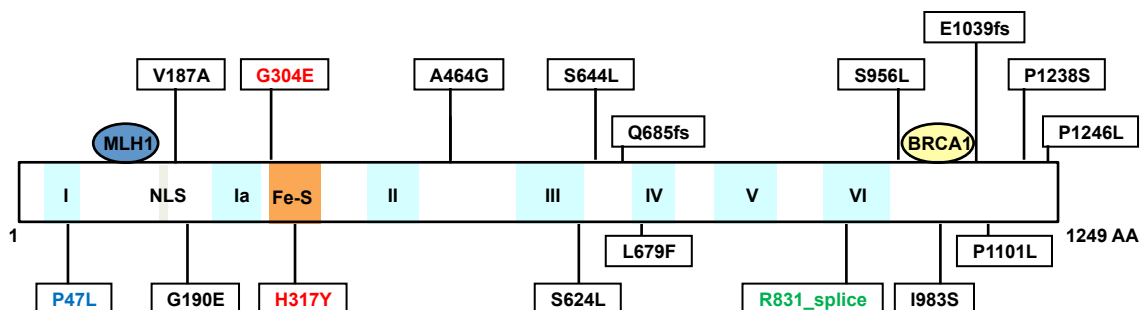 E1039fs
V187A
G304E
A464G
S644L
S956L
P1238S
Q685fs
P1246L
MLH1
BRCA1
I
NLS
Ia
Fe-S
II
III
IV
V
VI
1
1249 AA
L679F
P1101L
P47L
G190E
H317Y
S624L
R831_splice
I983S